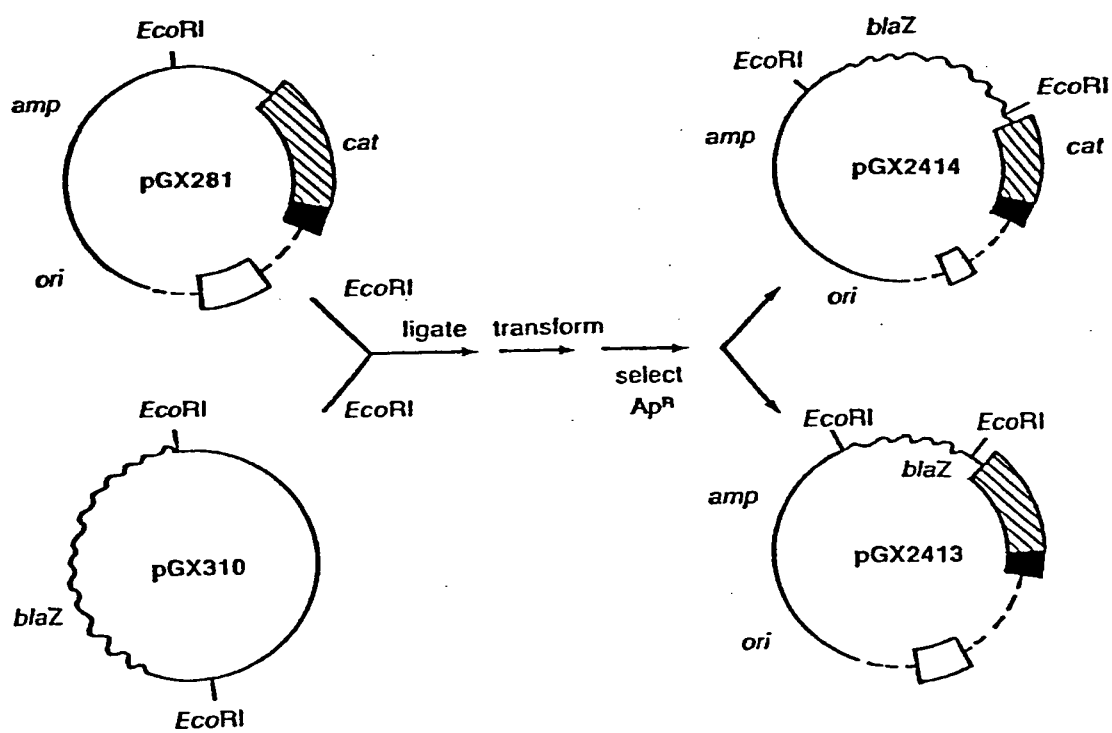 EcoRI
amp
cat
pGX281
ori
EcoRI
ligate
transform
select
Apᴿ
EcoRI
EcoRI
blaZ
pGX310
EcoRI
blaZ
EcoRI
EcoRI
amp
cat
pGX2414
ori
EcoRI
EcoRI
blaZ
amp
pGX2413
ori